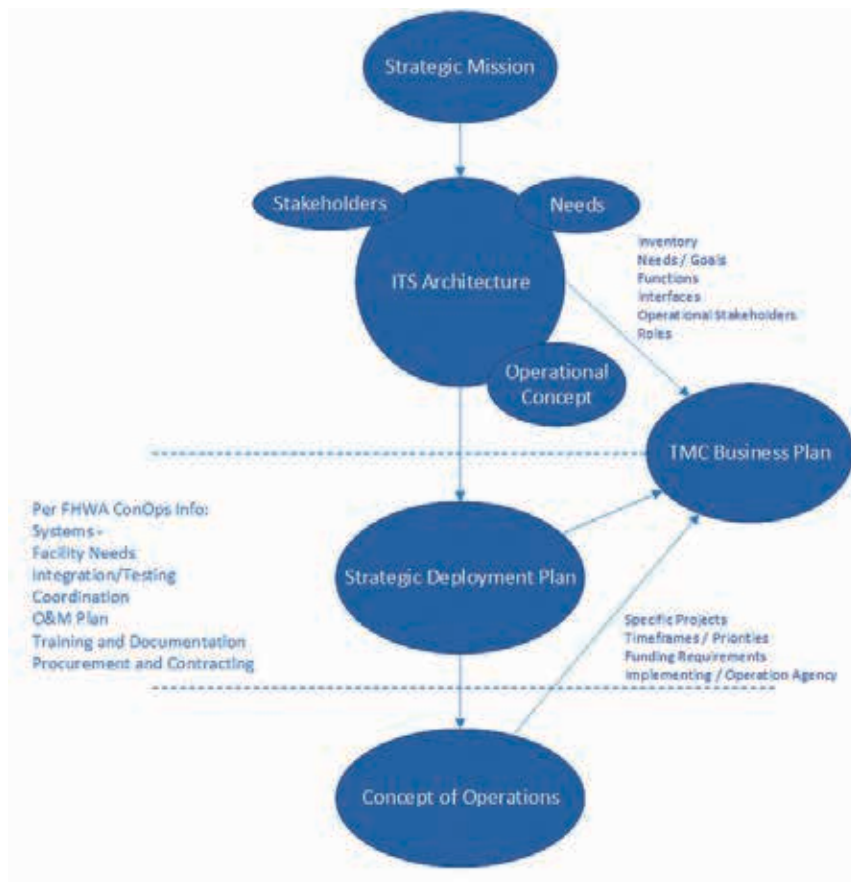 Strategic Mission
Stakeholders
Needs
ITS Architecture
Inventory
Needs / Goals
Functions
Interfaces
Operational Stakeholders
Roles
Operational
Concept
TMC Business Plan
Per FHWA ConOps Info:
Systems -
Facility Needs
Integration/Testing
Coordination
O&M Plan
Training and Documentation
Procurement and Contracting
Strategic Deployment Plan
Specific Projects
Timeframes / Priorties
Funding Requirements
Implementing / Operation Agency
Concept of Operations